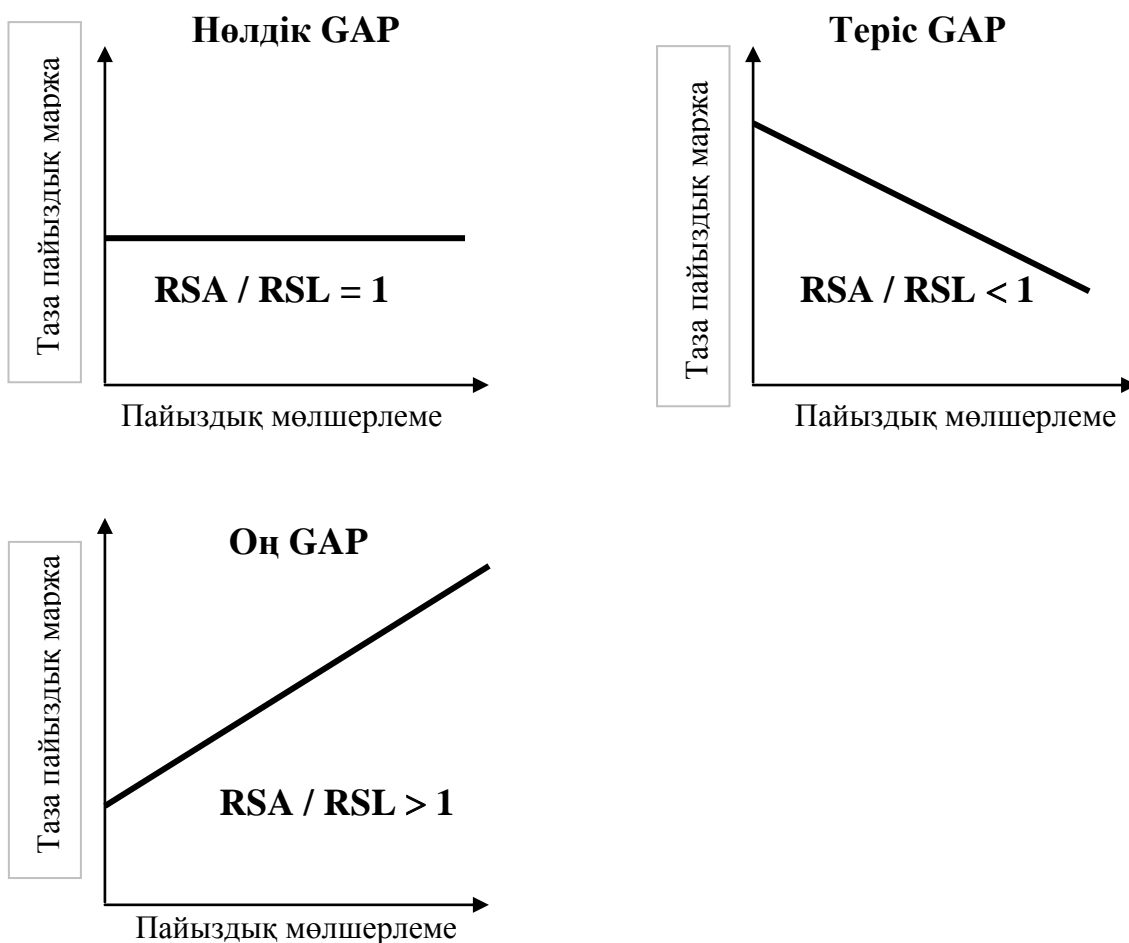 Нөлдік GAP
Таза пайыздық маржа
RSA / RSL = 1
Пайыздық мөлшерлеме
Теріс GAP
Таза пайыздық маржа
RSA / RSL < 1
Пайыздық мөлшерлеме
Оң GAP
Таза пайыздық маржа
RSA / RSL > 1
Пайыздық мөлшерлеме